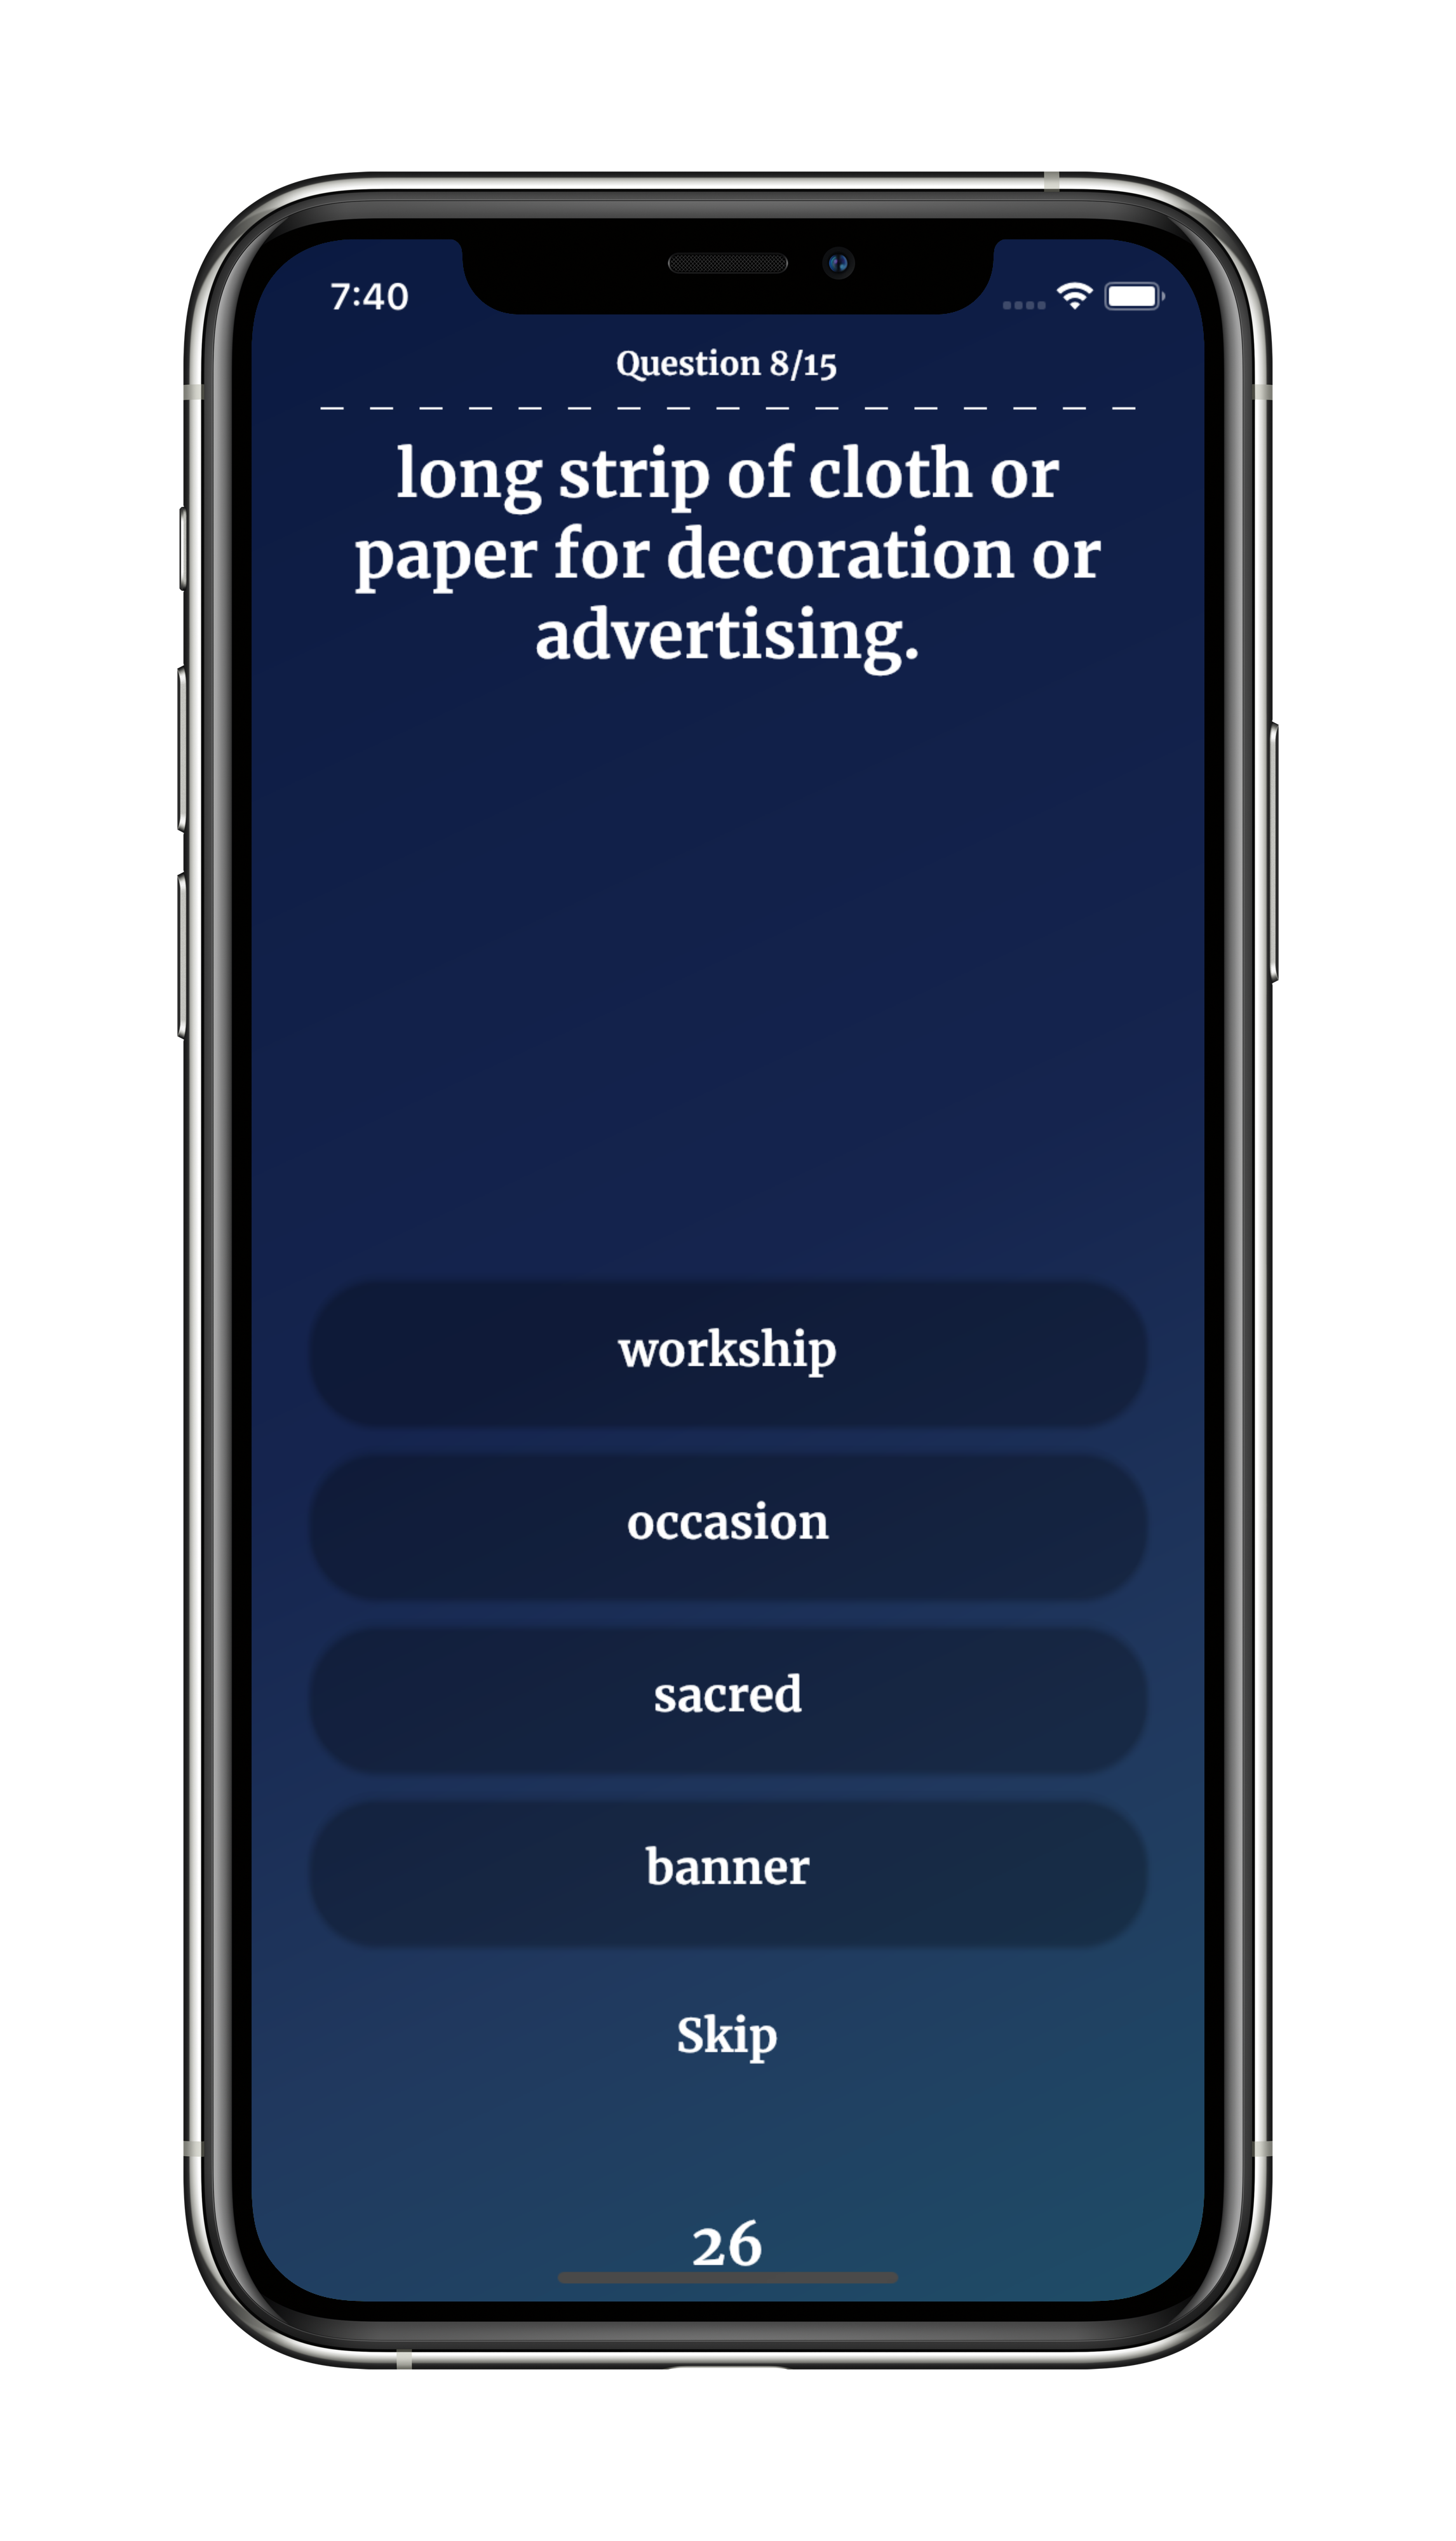 7:40
Question 8/15
long strip of cloth or
paper for decoration or
advertising.
workship
occasion
sacred
banner
Skip
26